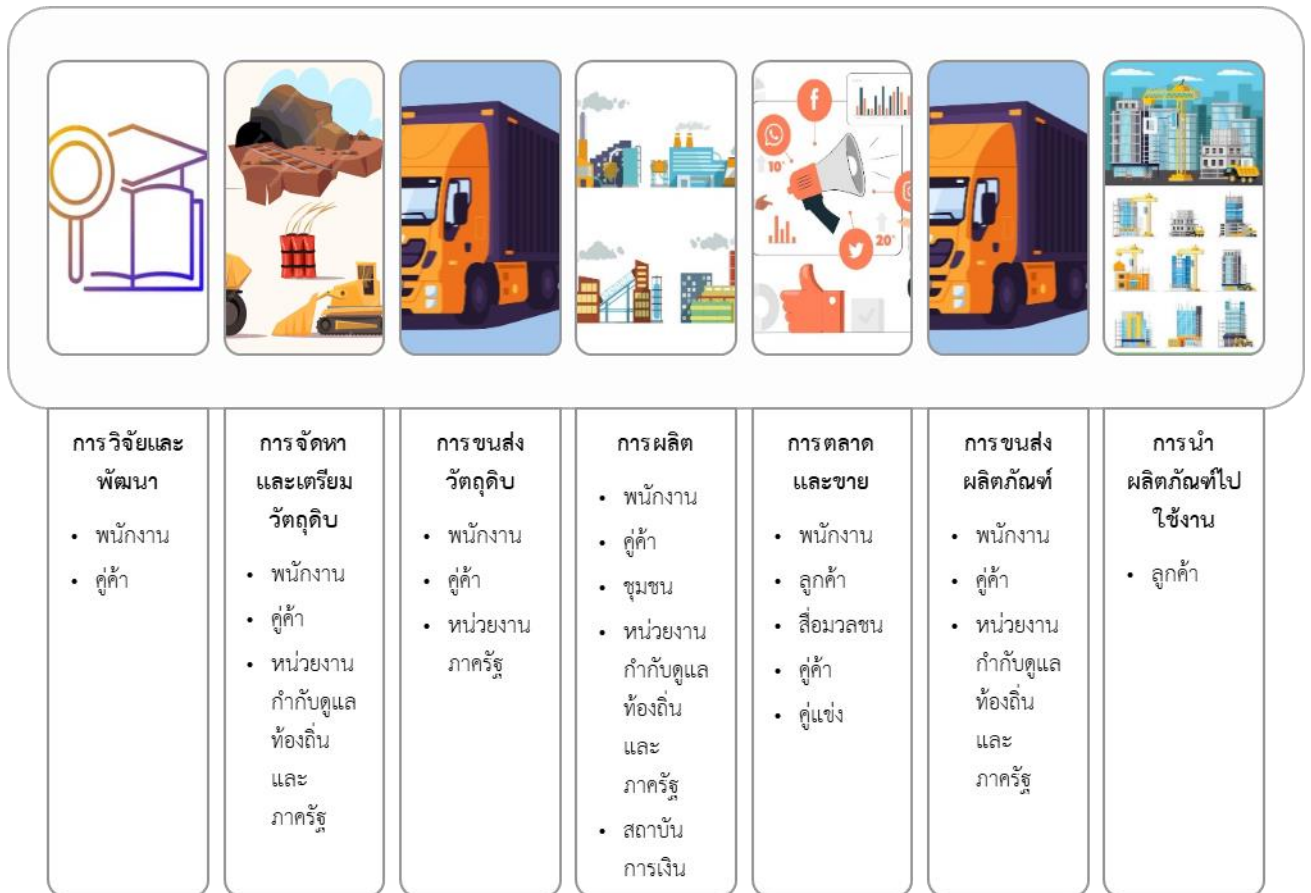 10+
20+
การวิจัยและ
พัฒนา
• พนักงาน
• คู่ค้า
การจัดหา
และเตรียม
วัตถุดิบ
• พนักงาน
• คู่ค้า
• หน่วยงาน
กำกับดูแล
ท้องถิ่น
และ
ภาครัฐ
การขนส่ง
วัตถุดิบ
• พนักงาน
• คู่ค้า
• หน่วยงาน
ภาครัฐ
การผลิต
• พนักงาน
• คู่ค้า
• ชุมชน
• หน่วยงาน
กำกับดูแล
ท้องถิ่น
และ
ภาครัฐ
• สถาบัน
การเงิน
การตลาด
และขาย
• พนักงาน
• ลูกค้า
• สื่อมวลชน
• คู่ค้า
• คู่แข่ง
การขนส่ง
ผลิตภัณฑ์
• พนักงาน
• คู่ค้า
• หน่วยงาน
กำกับดูแล
ท้องถิ่น
และ
ภาครัฐ
การนำ
ผลิตภัณฑ์ไป
ใช้งาน
• ลูกค้า